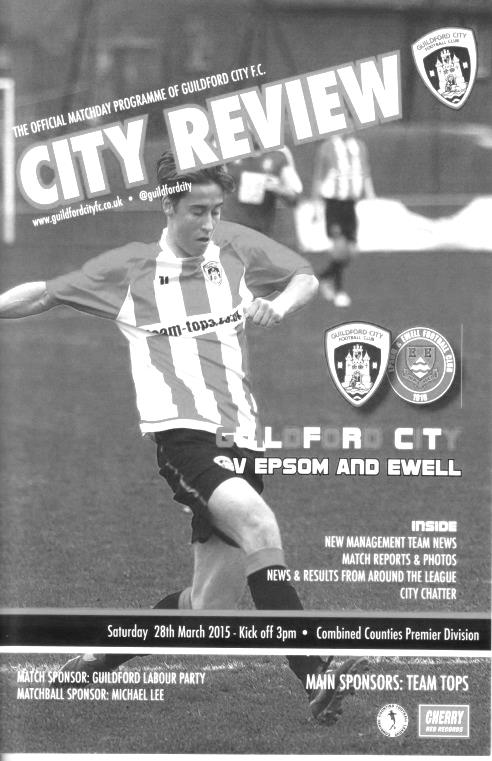 THE OFFICIAL MATCHDAY PROGRAMME OF GUILDFORD CITY F.C.
CITY REVIEW
www.guildfordcityfc.co.uk • @guildfordcity
GUILDFORD CITY
FOOTBALL CLUB
team-tops.co.uk
GUILDFORD CITY
FOOTBALL CLUB
& EWELL FOOTBALL CLUB
E E
1918
GUILDFORD CITY
V EPSOM AND EWELL
INSIDE
NEW MANAGEMENT TEAM NEWS
MATCH REPORTS & PHOTOS
NEWS & RESULTS FROM AROUND THE LEAGUE
CITY CHATTER
Saturday 28th March 2015 - Kick off 3pm • Combined Counties Premier Division
MATCH SPONSOR: GUILDFORD LABOUR PARTY
MATCHBALL SPONSOR: MICHAEL LEE
MAIN SPONSORS: TEAM TOPS
CHERRY
RED RECORDS